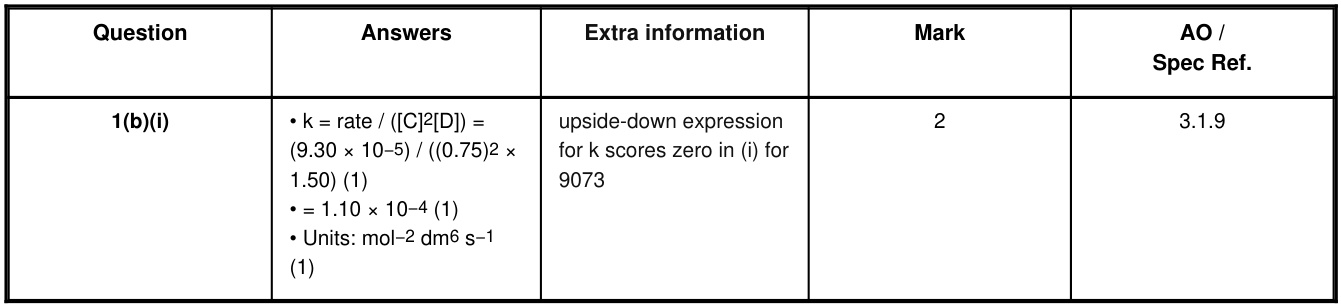 Question Answers Extra information Mark AO /
Spec Ref.
1(b)(i) • k = rate / ([C]²[D]) = upside-down expression 2 3.1.9
(9.30 × 10⁻⁵) / ((0.75)² × for k scores zero in (i) for
1.50) (1) 9073
• = 1.10 × 10⁻⁴ (1)
• Units: mol⁻² dm⁶ s⁻¹
(1)